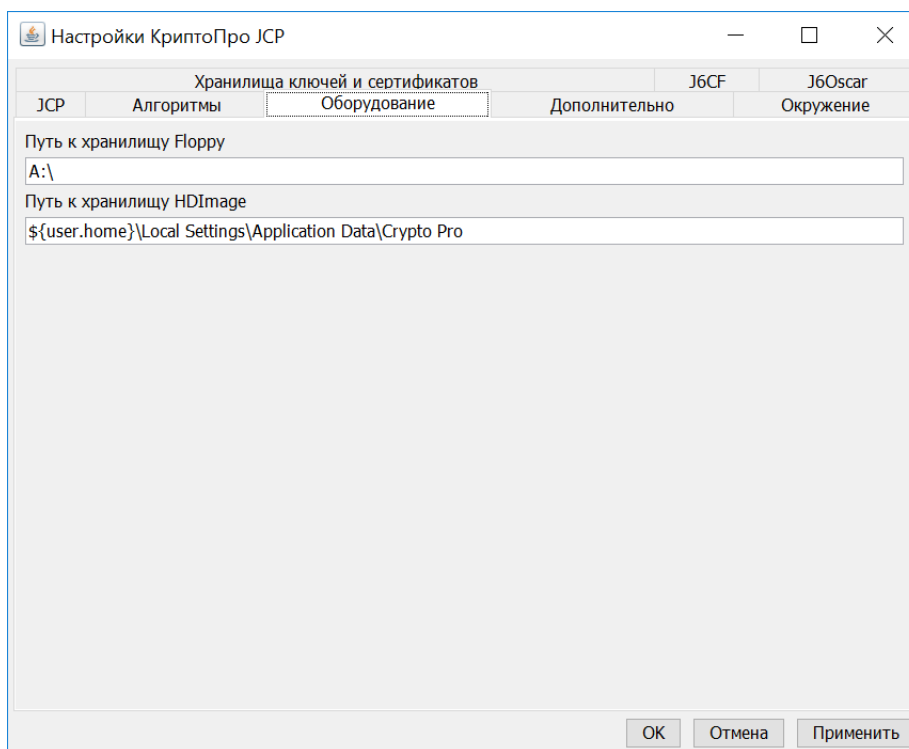 Настройки КриптоПро JCP
Хранилища ключей и сертификатов J6CF J6Oscar
JCP Алгоритмы Оборудование Дополнительно Окружение
Путь к хранилищу Floppy
A:\
Путь к хранилищу HDImage
${user.home}\Local Settings\Application Data\Crypto Pro
OK Отмена Применить